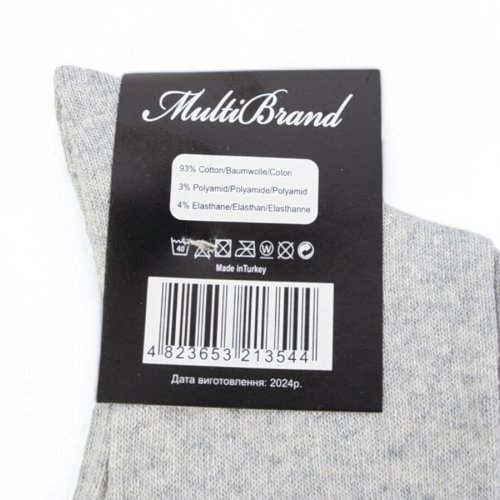 MultiBrand
93% Cotton/Baumwolle/Coton
3% Polyamid/Polyamide/Polyamid
4% Elasthane/Elasthan/Elasthanne
40 W
Made inTurkey
4 823653 213544
Дата виготовлення: 2024р.